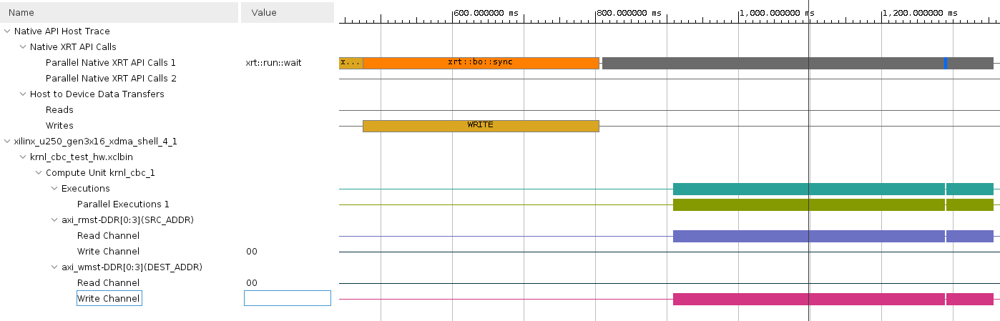 Name Value 600.000000 ms 800.000000 ms 1,000.000000 ms 1,200.000000 ms
Native API Host Trace
Native XRT API Calls
Parallel Native XRT API Calls 1 xrt::run::wait x... xrt::bo::sync
Parallel Native XRT API Calls 2
Host to Device Data Transfers
Reads
Writes WRITE
xilinx_u250_gen3x16_xdma_shell_4_1
krnl_cbc_test_hw.xclbin
Compute Unit krnl_cbc_1
Executions
Parallel Executions 1
axi_rmst-DDR[0:3](SRC_ADDR)
Read Channel
Write Channel 00
axi_wmst-DDR[0:3](DEST_ADDR)
Read Channel 00
Write Channel